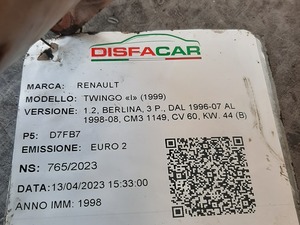 DISFACAR
MARCA: RENAULT
MODELLO: TWINGO «I» (1999)
VERSIONE: 1.2, BERLINA, 3 P., DAL 1996-07 AL
1998-08, CM3 1149, CV 60, KW. 44 (B)
P5: D7FB7
EMISSIONE: EURO 2
NS: 765/2023
DATA:13/04/2023 15:33:00
ANNO IMM: 1998